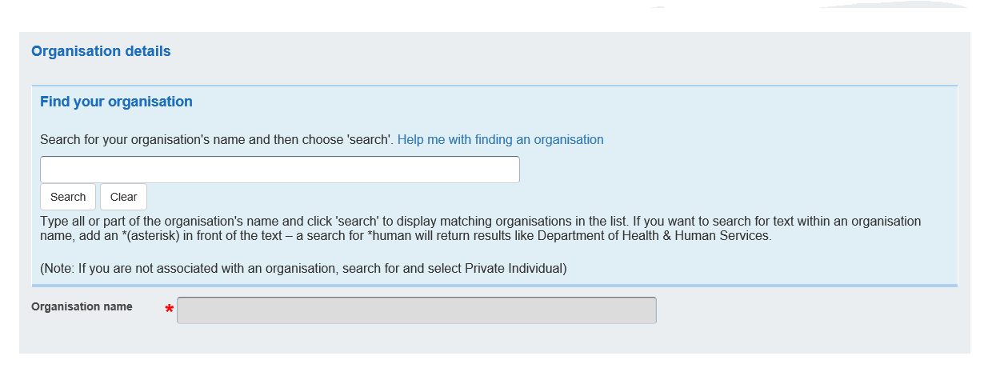 Organisation details
Find your organisation
Search for your organisation's name and then choose 'search'. Help me with finding an organisation
Search Clear
Type all or part of the organisation's name and click 'search' to display matching organisations in the list. If you want to search for text within an organisation
name, add an *(asterisk) in front of the text – a search for *human will return results like Department of Health & Human Services.
(Note: If you are not associated with an organisation, search for and select Private Individual)
Organisation name *